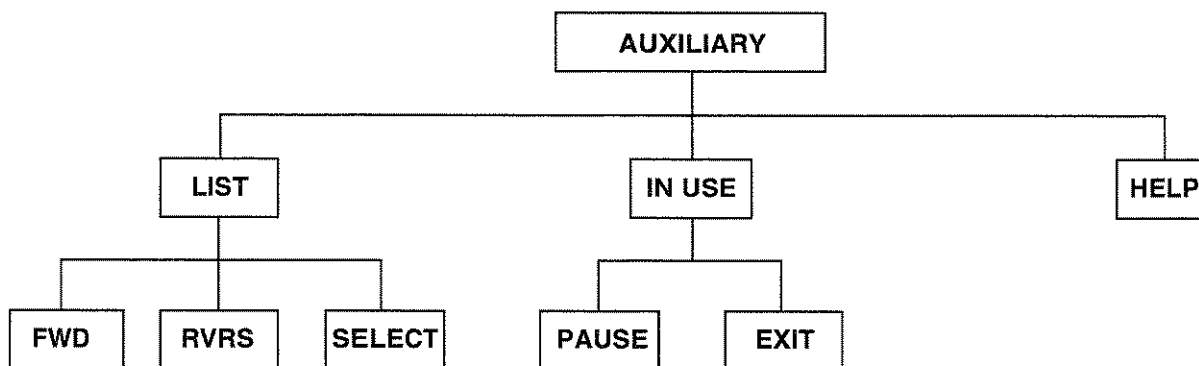 AUXILIARY
LIST
IN USE
HELP
FWD
RVRS
SELECT
PAUSE
EXIT